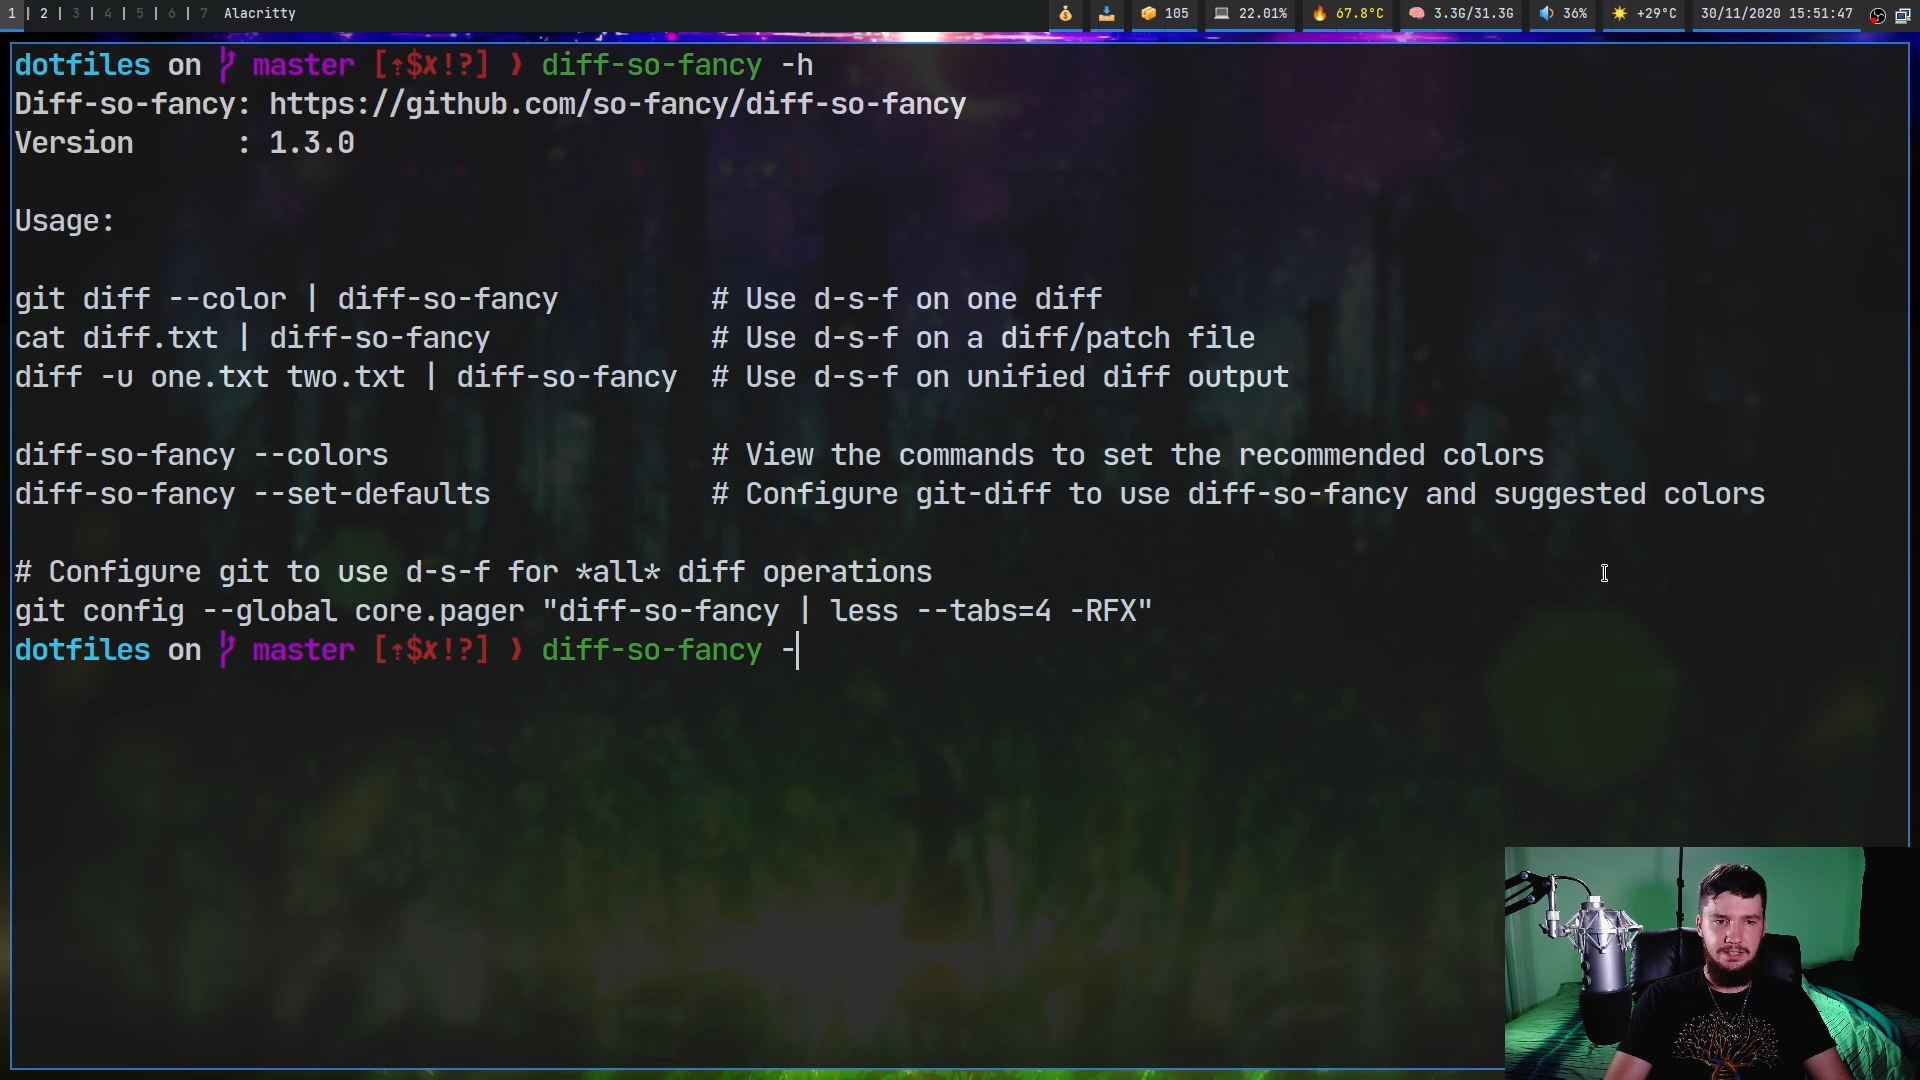 1 | 2 | 3 | 4 | 5 | 6 | 7 Alacritty 105 22.01% 67.8°C 3.3G/31.3G 36% +29°C 30/11/2020 15:51:47
dotfiles on master [⇡$✘!?] ❯ diff-so-fancy -h
Diff-so-fancy: https://github.com/so-fancy/diff-so-fancy
Version      : 1.3.0
Usage:
git diff --color | diff-so-fancy         # Use d-s-f on one diff
cat diff.txt | diff-so-fancy             # Use d-s-f on a diff/patch file
diff -u one.txt two.txt | diff-so-fancy  # Use d-s-f on unified diff output
diff-so-fancy --colors                   # View the commands to set the recommended colors
diff-so-fancy --set-defaults             # Configure git-diff to use diff-so-fancy and suggested colors
# Configure git to use d-s-f for *all* diff operations
git config --global core.pager "diff-so-fancy | less --tabs=4 -RFX"
dotfiles on master [⇡$✘!?] ❯ diff-so-fancy -